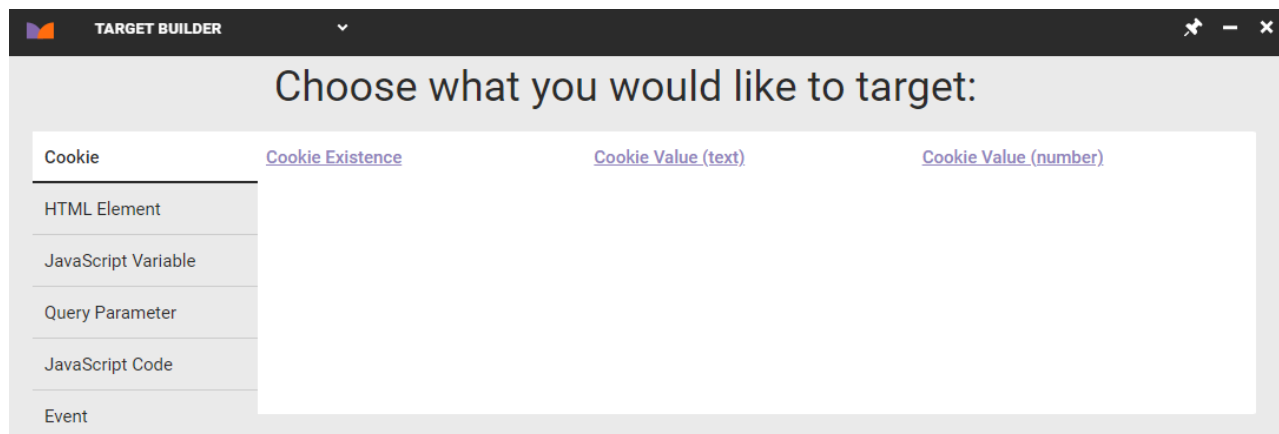 TARGET BUILDER
Choose what you would like to target:
Cookie
Cookie Existence
Cookie Value (text)
Cookie Value (number)
HTML Element
JavaScript Variable
Query Parameter
JavaScript Code
Event